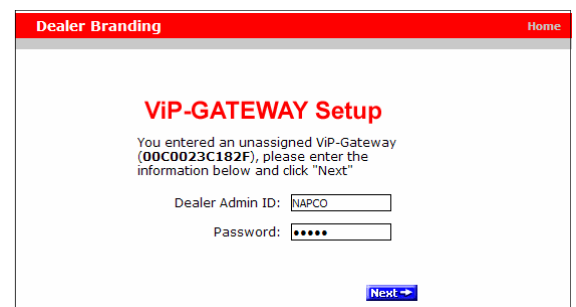 Dealer Branding Home
ViP-GATEWAY Setup
You entered an unassigned ViP-Gateway
(00C0023C182F), please enter the
information below and click "Next"
Dealer Admin ID: NAPCO
Password: •••••
Next